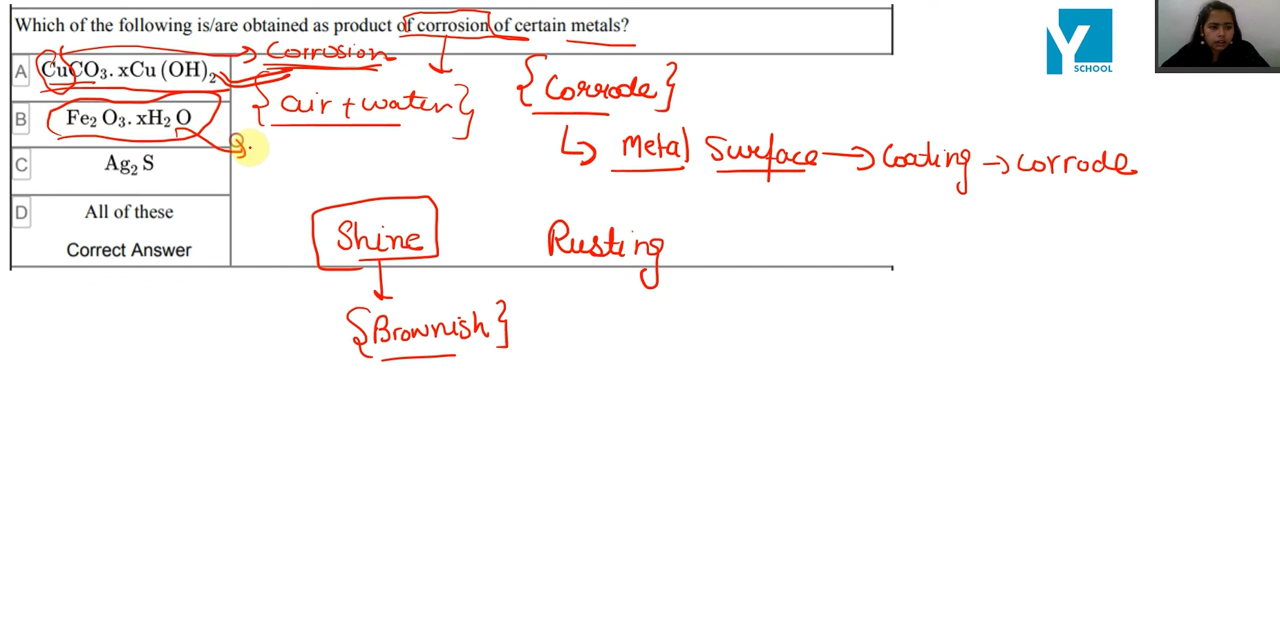 Which of the following is/are obtained as product of corrosion of certain metals?
A CuCO₃. xCu (OH)₂ → Corrosion
{air + water} {Corrode}
B Fe₂ O₃. xH₂ O
↳ Metal Surface → Coating → corrode
C Ag₂ S
D All of these
Correct Answer
Shine Rusting
{Brownish}
Y
SCHOOL